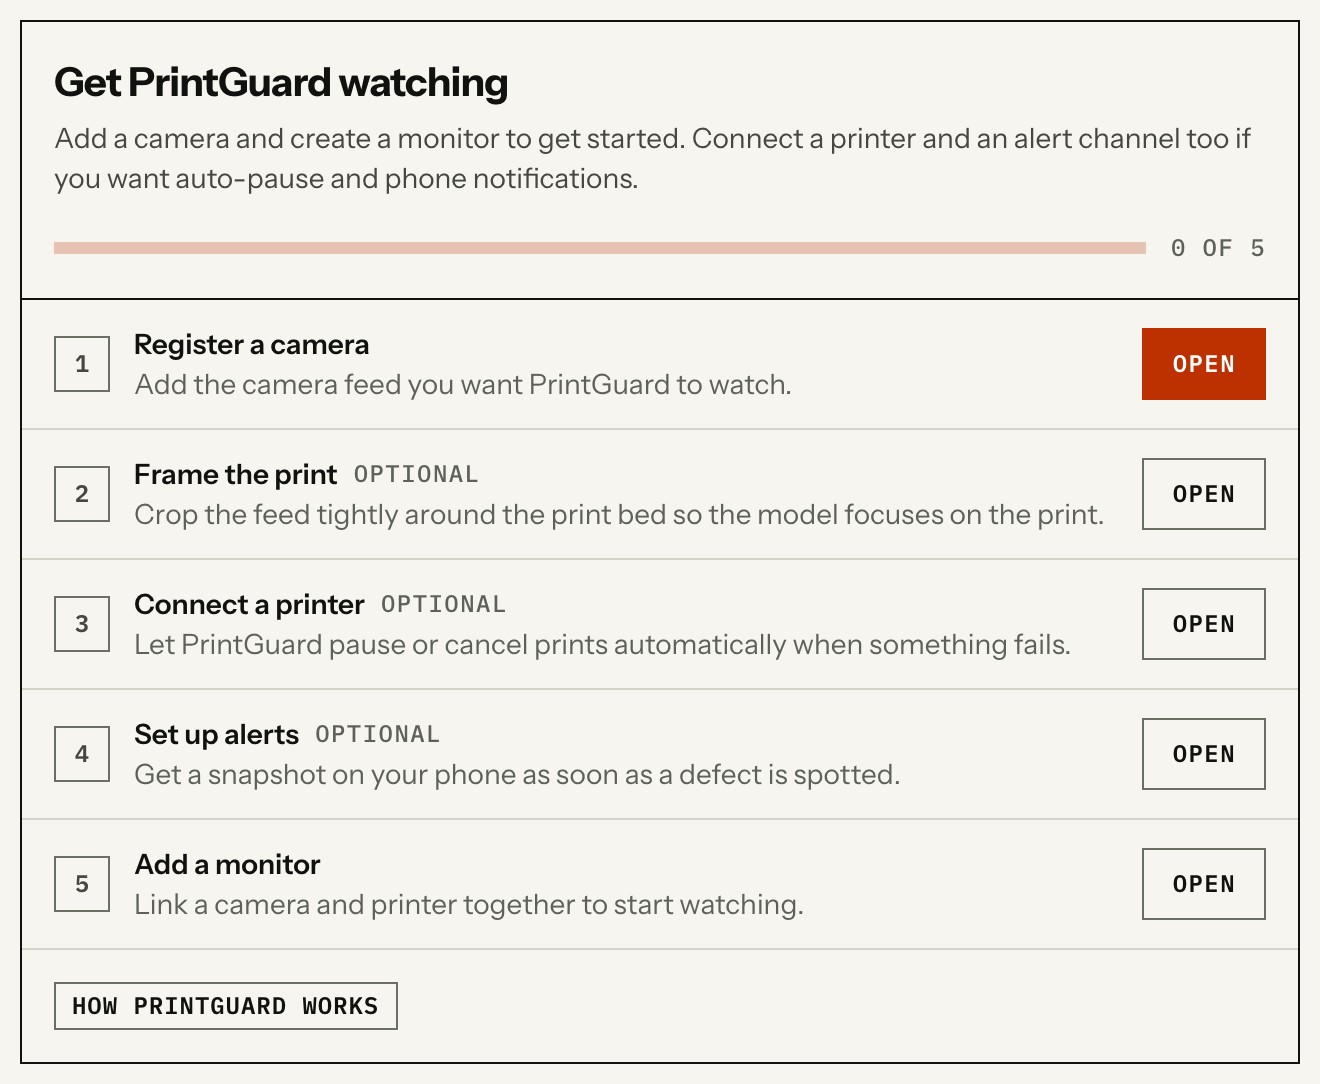 Get PrintGuard watching
Add a camera and create a monitor to get started. Connect a printer and an alert channel too if
you want auto-pause and phone notifications.
0 OF 5
1
Register a camera
Add the camera feed you want PrintGuard to watch.
OPEN
2
Frame the print OPTIONAL
Crop the feed tightly around the print bed so the model focuses on the print.
OPEN
3
Connect a printer OPTIONAL
Let PrintGuard pause or cancel prints automatically when something fails.
OPEN
4
Set up alerts OPTIONAL
Get a snapshot on your phone as soon as a defect is spotted.
OPEN
5
Add a monitor
Link a camera and printer together to start watching.
OPEN
HOW PRINTGUARD WORKS